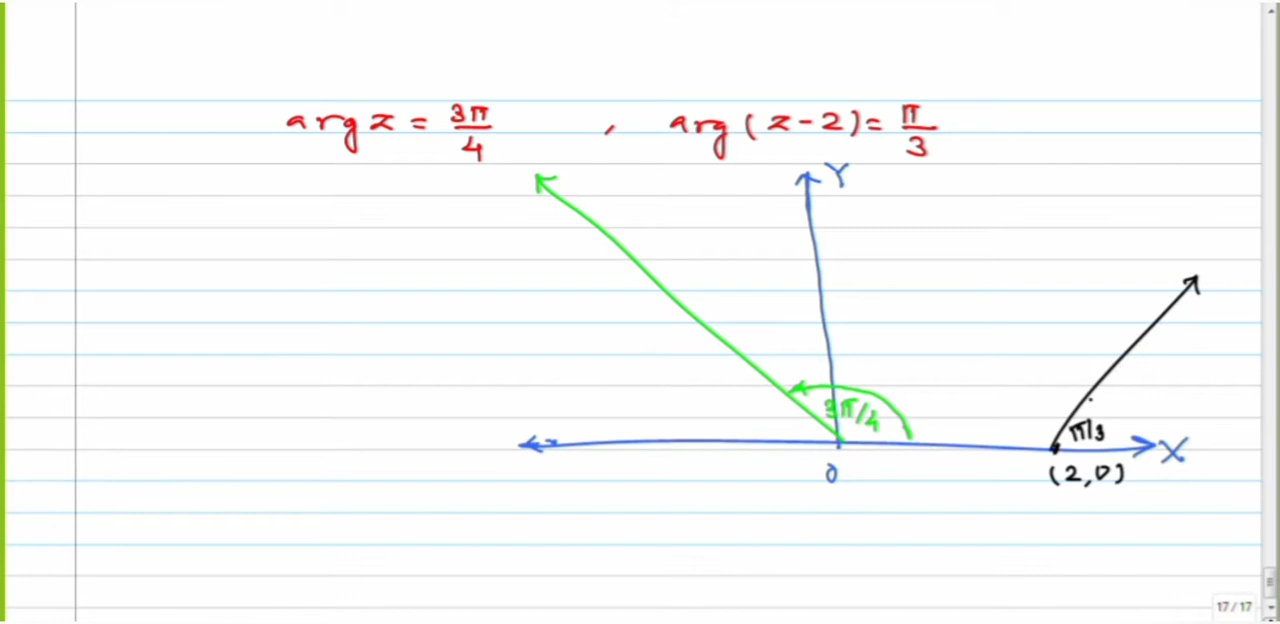 arg z = 3π/4 , arg(z-2) = π/3
Y
3π/4
π/3
X
0
(2,0)
17/17